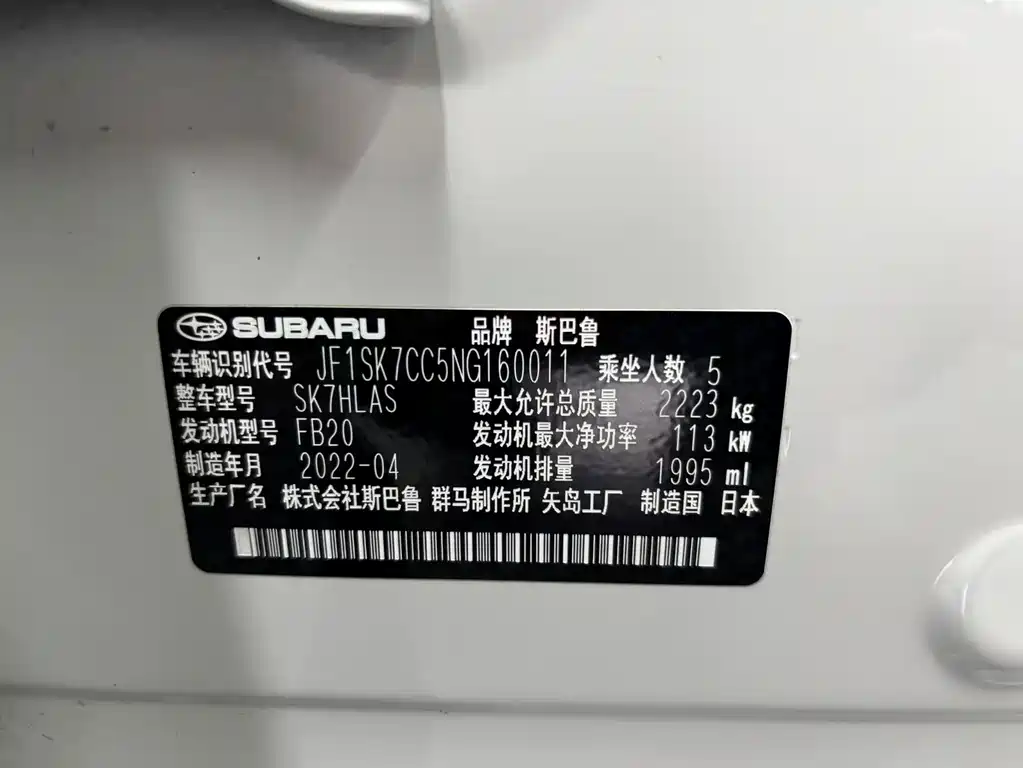 SUBARU 品牌 斯巴鲁
车辆识别代号 JF1SK7CC5NG160011 乘坐人数 5
整车型号 SK7HLAS 最大允许总质量 2223 kg
发动机型号 FB20 发动机最大净功率 113 kW
制造年月 2022-04 发动机排量 1995 ml
生产厂名 株式会社斯巴鲁 群马制作所 矢岛工厂 制造国 日本